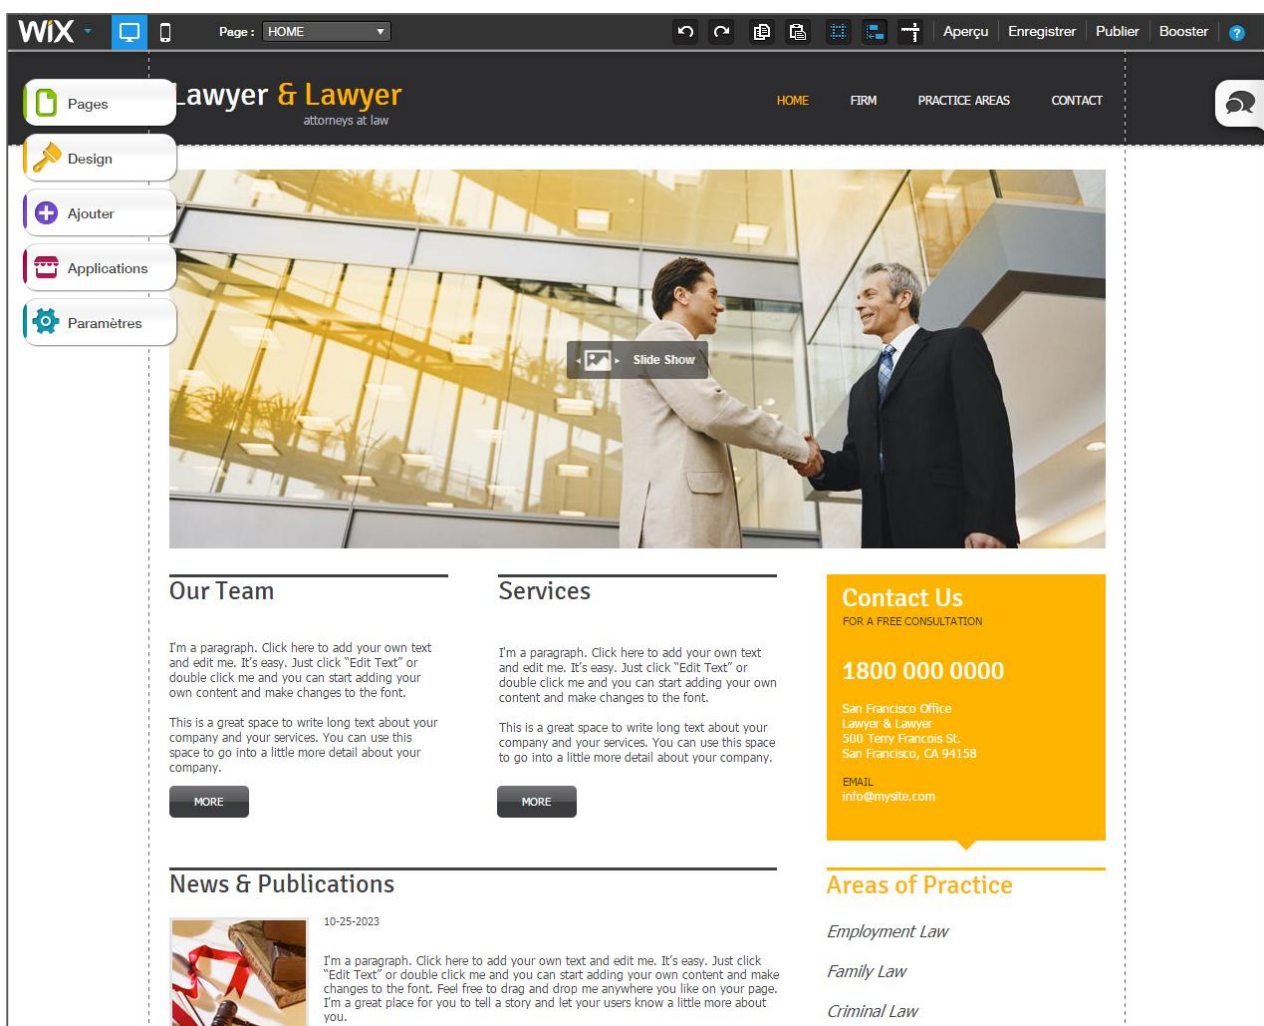 WiX
Page : HOME
Aperçu
Enregistrer
Publier
Booster
?
Pages
Design
Ajouter
Applications
Paramètres
Lawyer & Lawyer
attorneys at law
HOME
FIRM
PRACTICE AREAS
CONTACT
Slide Show
Our Team
I'm a paragraph. Click here to add your own text
and edit me. It's easy. Just click "Edit Text" or
double click me and you can start adding your
own content and make changes to the font.
This is a great space to write long text about your
company and your services. You can use this
space to go into a little more detail about your
company.
MORE
Services
I'm a paragraph. Click here to add your own text
and edit me. It's easy. Just click "Edit Text" or
double click me and you can start adding your own
content and make changes to the font.
This is a great space to write long text about your
company and your services. You can use this space
to go into a little more detail about your company.
MORE
Contact Us
FOR A FREE CONSULTATION
1800 000 0000
San Francisco Office
Lawyer & Lawyer
500 Terry Francois St.
San Francisco, CA 94158
EMAIL
info@mysite.com
News & Publications
10-25-2023
I'm a paragraph. Click here to add your own text and edit me. It's easy. Just click
"Edit Text" or double click me and you can start adding your own content and make
changes to the font. Feel free to drag and drop me anywhere you like on your page.
I'm a great place for you to tell a story and let your users know a little more about
you.
Areas of Practice
Employment Law
Family Law
Criminal Law